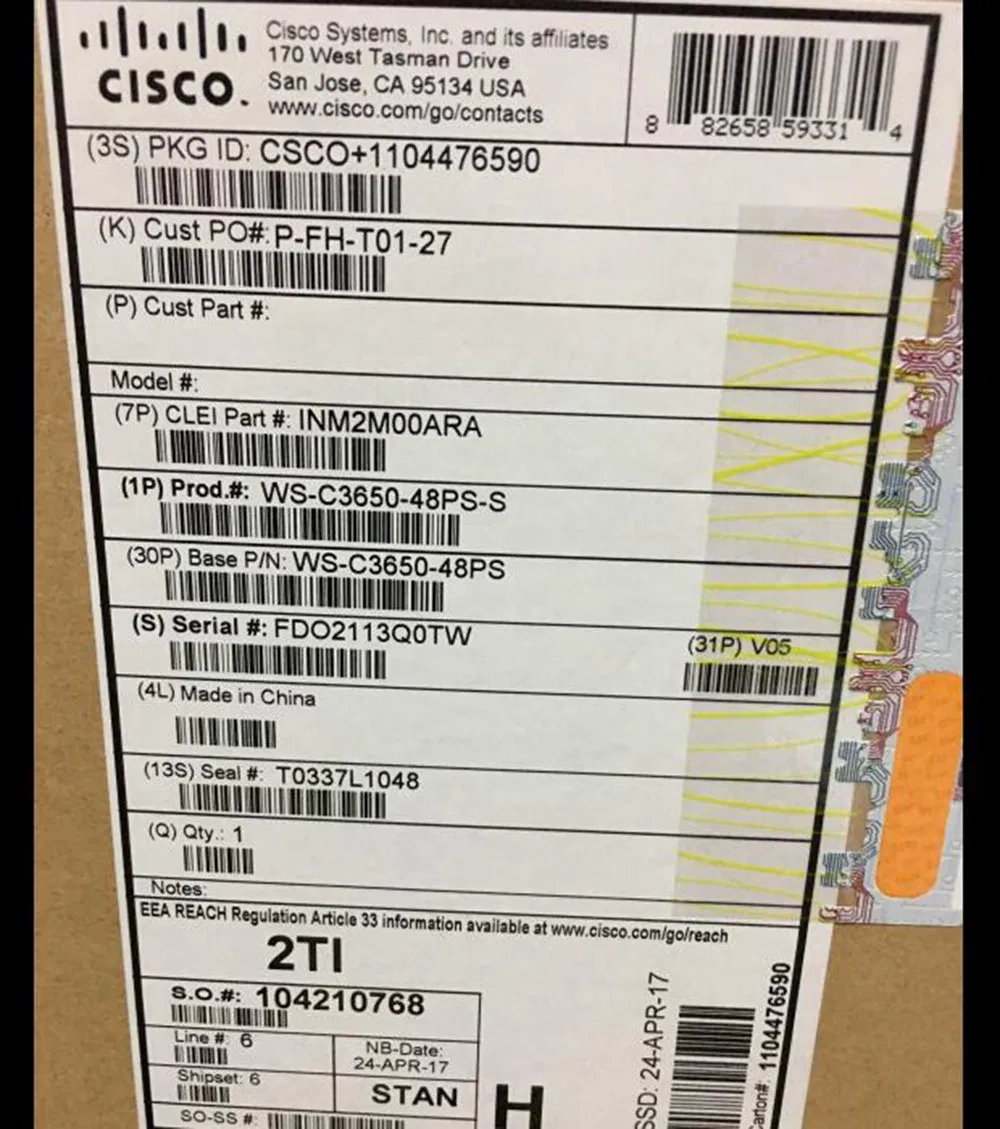 CISCO.
Cisco Systems, Inc. and its affiliates
170 West Tasman Drive
San Jose, CA 95134 USA
www.cisco.com/go/contacts
8 82658 59331 4
(3S) PKG ID: CSCO+1104476590
(K) Cust PO#: P-FH-T01-27
(P) Cust Part #:
Model #:
(7P) CLEI Part #: INM2M00ARA
(1P) Prod.#: WS-C3650-48PS-S
(30P) Base P/N: WS-C3650-48PS
(S) Serial #: FDO2113Q0TW
(31P) V05
(4L) Made in China
(13S) Seal #: T0337L1048
(Q) Qty.: 1
Notes:
EEA REACH Regulation Article 33 information available at www.cisco.com/go/reach
2TI
S.O.#: 104210768
Line #: 6
NB-Date:
24-APR-17
Shipset: 6
STAN
SO-SS #:
H
SSD: 24-APR-17
Carton#: 1104476590